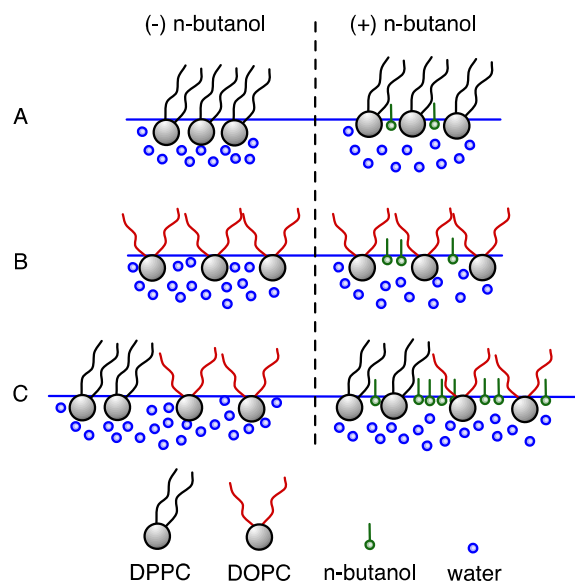 (-) n-butanol (+) n-butanol
A
B
C
DPPC DOPC n-butanol water